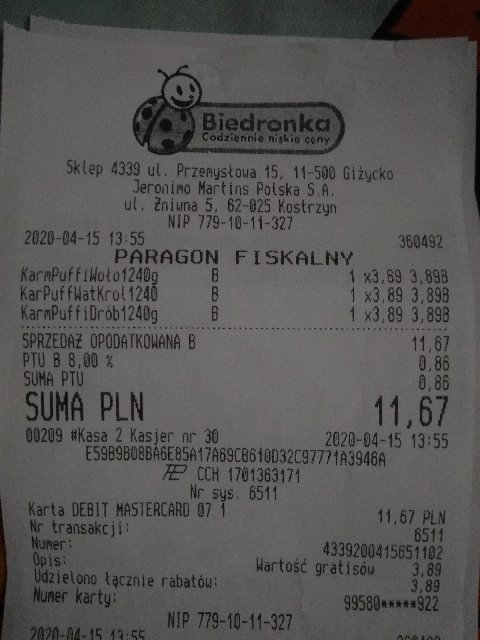 Biedronka
Codziennie niskie ceny
Sklep 4339 ul. Przemysłowa 15, 11-500 Giżycko
Jeronimo Martins Polska S.A.
ul. Żniwna 5, 62-025 Kostrzyn
NIP 779-10-11-327
2020-04-15 13:55 360492
PARAGON FISKALNY
KarmPuffiWoło1240g B 1 x3,89 3,89B
KarPuffWatKrol1240 B 1 x3,89 3,89B
KarmPuffiDrób1240g B 1 x3,89 3,89B
SPRZEDAŻ OPODATKOWANA B 11,67
PTU B 8,00 % 0,86
SUMA PTU 0,86
SUMA PLN 11,67
00209 #Kasa 2 Kasjer nr 30 2020-04-15 13:55
E59B9B08BA6E85A17A69CB610D32C97771A3946A
CCH 1701363171
Nr sys. 6511
Karta DEBIT MASTERCARD 07 1 11,67 PLN
Nr transakcji: 6511
Numer: 4339200415651102
Opis: Wartość gratisów 3,89
Udzielono łącznie rabatów: 3,89
Numer karty: 99580*****922
NIP 779-10-11-327
2020-04-15 13:55